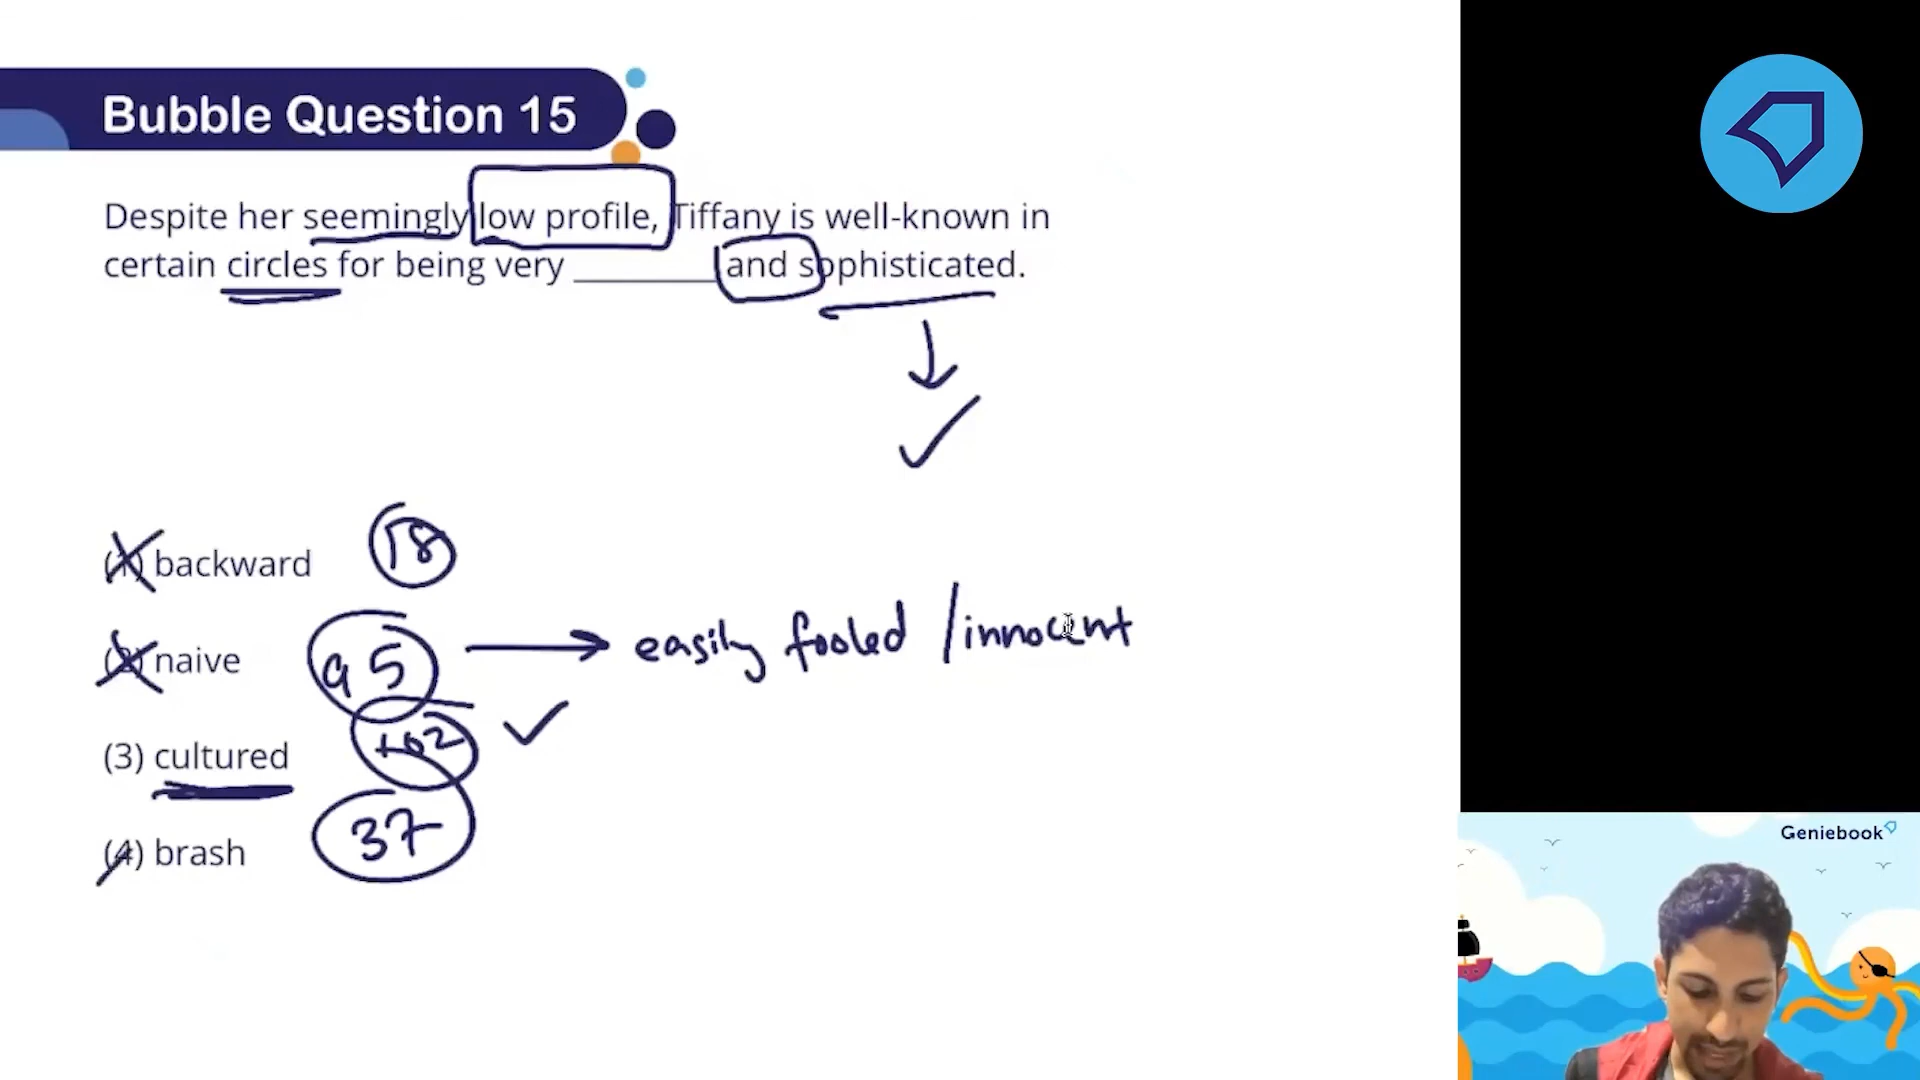 Bubble Question 15
Despite her seemingly low profile, Tiffany is well-known in
certain circles for being very ________ and sophisticated.
(1) backward 18
(2) naive 95 → easily fooled / innocent
(3) cultured 102 ✓
(4) brash 37
Geniebook